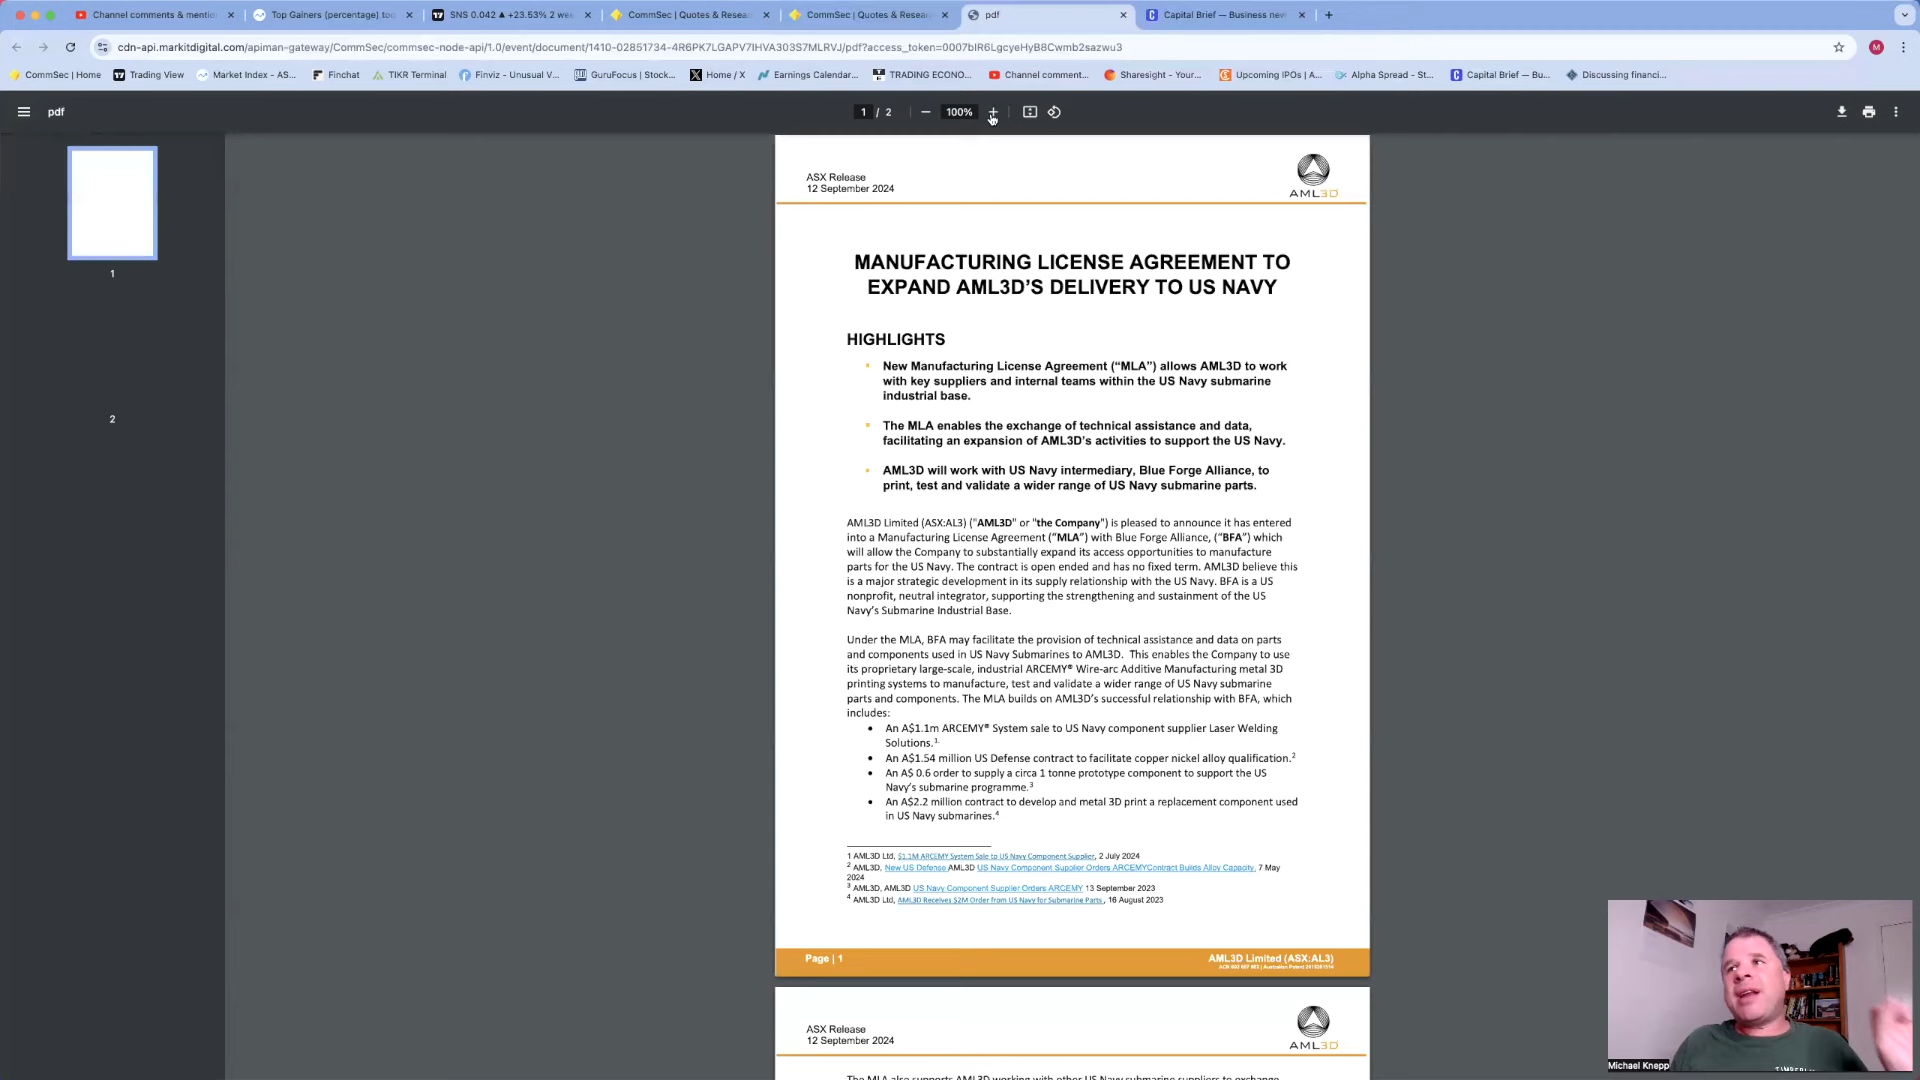 Channel comments & mentio
Top Gainers (percentage) tod
SNS 0.042 ▲ +23.53% 2 wee
CommSec | Quotes & Resear
CommSec | Quotes & Resear
pdf
Capital Brief — Business new
cdn-api.markitdigital.com/apiman-gateway/CommSec/commsec-node-api/1.0/event/document/1410-02851734-4R6PK7LGAPV7IHVA303S7MLRVJ/pdf?access_token=0007bIR6LgcyeHyB8Cwmb2sazwu3
M
CommSec | Home
Trading View
Market Index - AS...
Finchat
TIKR Terminal
Finviz - Unusual V...
GuruFocus | Stock...
Home / X
Earnings Calendar...
TRADING ECONO...
Channel comment...
Sharesight - Your...
Upcoming IPOs | A...
Alpha Spread - St...
Capital Brief — Bu...
Discussing financi...
pdf
1 / 2
100%
1
2
ASX Release
12 September 2024
AML3D
MANUFACTURING LICENSE AGREEMENT TO
EXPAND AML3D'S DELIVERY TO US NAVY
HIGHLIGHTS
New Manufacturing License Agreement (“MLA”) allows AML3D to work
with key suppliers and internal teams within the US Navy submarine
industrial base.
The MLA enables the exchange of technical assistance and data,
facilitating an expansion of AML3D's activities to support the US Navy.
AML3D will work with US Navy intermediary, Blue Forge Alliance, to
print, test and validate a wider range of US Navy submarine parts.
AML3D Limited (ASX:AL3) ("AML3D" or "the Company") is pleased to announce it has entered
into a Manufacturing License Agreement (“MLA”) with Blue Forge Alliance, (“BFA”) which
will allow the Company to substantially expand its access opportunities to manufacture
parts for the US Navy. The contract is open ended and has no fixed term. AML3D believe this
is a major strategic development in its supply relationship with the US Navy. BFA is a US
nonprofit, neutral integrator, supporting the strengthening and sustainment of the US
Navy's Submarine Industrial Base.
Under the MLA, BFA may facilitate the provision of technical assistance and data on parts
and components used in US Navy Submarines to AML3D. This enables the Company to use
its proprietary large-scale, industrial ARCEMY® Wire-arc Additive Manufacturing metal 3D
printing systems to manufacture, test and validate a wider range of US Navy submarine
parts and components. The MLA builds on AML3D's successful relationship with BFA, which
includes:
• An A$1.1m ARCEMY® System sale to US Navy component supplier Laser Welding
Solutions.1.
• An A$1.54 million US Defense contract to facilitate copper nickel alloy qualification.2
• An A$ 0.6 order to supply a circa 1 tonne prototype component to support the US
Navy's submarine programme.3
• An A$2.2 million contract to develop and metal 3D print a replacement component used
in US Navy submarines.4
1 AML3D Ltd, $1.1M ARCEMY System Sale to US Navy Component Supplier, 2 July 2024
2 AML3D, New US Defense AML3D US Navy Component Supplier Orders ARCEMYContract Builds Alloy Capacity, 7 May
2024
3 AML3D, AML3D US Navy Component Supplier Orders ARCEMY 13 September 2023
4 AML3D Ltd, AML3D Receives $2M Order from US Navy for Submarine Parts , 16 August 2023
Page | 1
AML3D Limited (ASX:AL3)
ASX Release
12 September 2024
AML3D
The MLA also supports AML3D working with other US Navy submarine suppliers to exchange
Michael Knepp